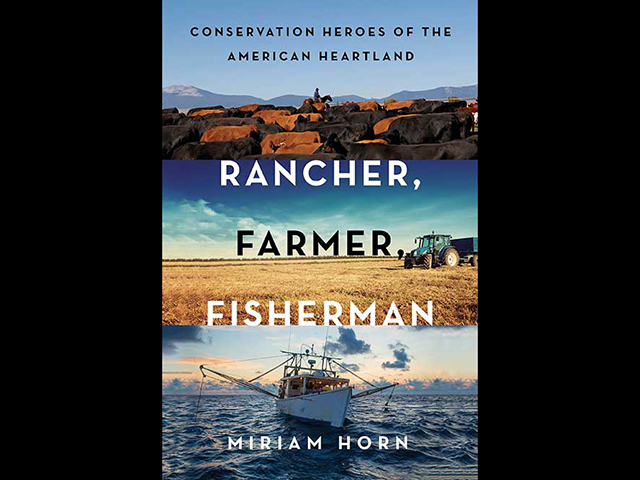 CONSERVATION HEROES OF THE
AMERICAN HEARTLAND
RANCHER,
FARMER,
FISHERMAN
MIRIAM HORN